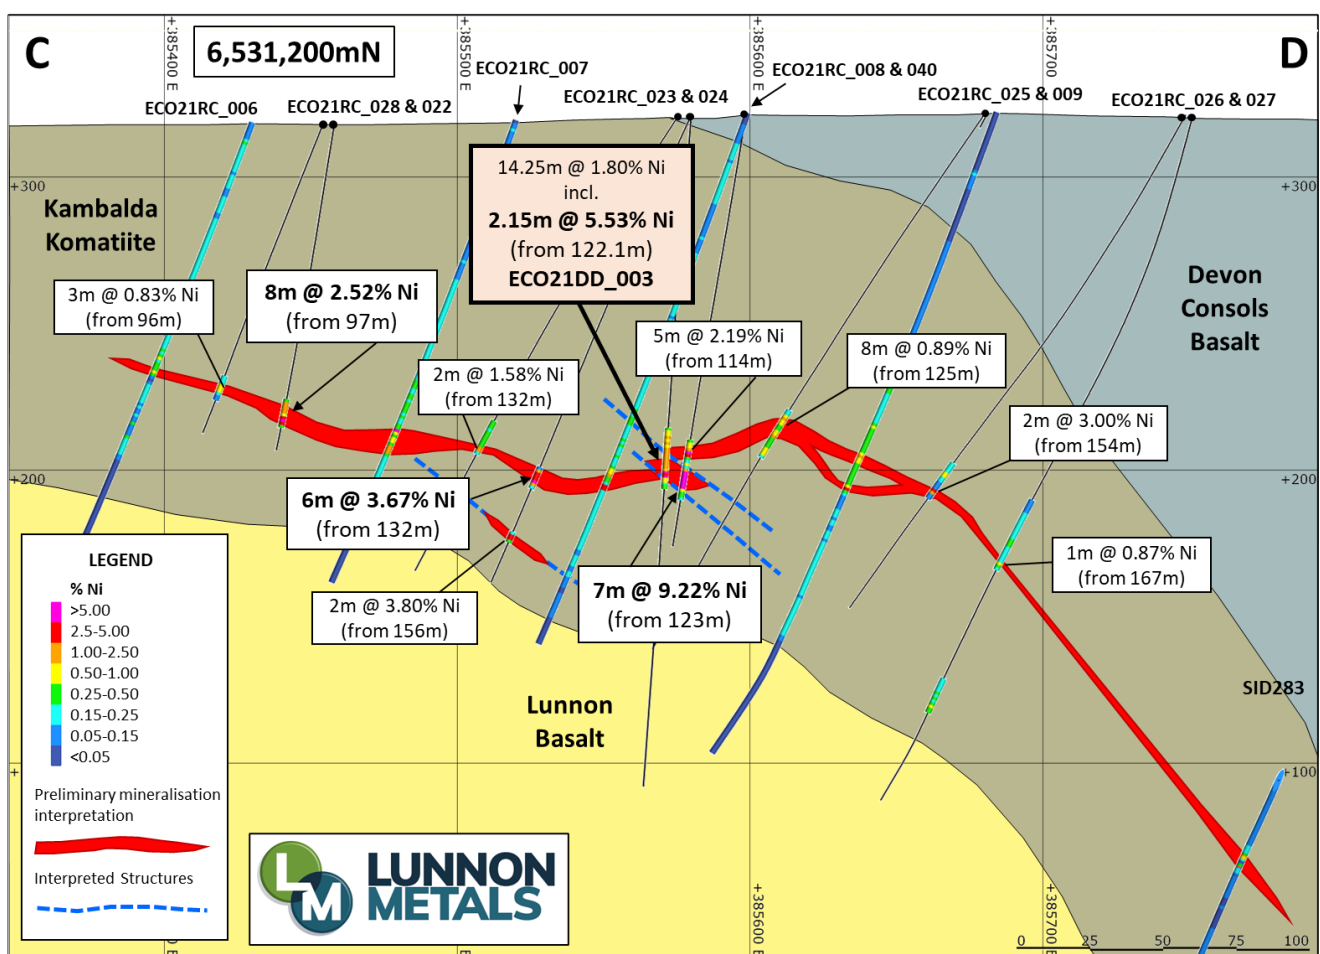 C
6,531,200mN
D
+385400 E
+385500 E
+385600 E
+385700 E
ECO21RC_007
ECO21RC_008 & 040
ECO21RC_006
ECO21RC_028 & 022
ECO21RC_023 & 024
ECO21RC_025 & 009
ECO21RC_026 & 027
+300
+300
Kambalda
Komatiite
14.25m @ 1.80% Ni
incl.
2.15m @ 5.53% Ni
(from 122.1m)
ECO21DD_003
Devon
Consols
Basalt
3m @ 0.83% Ni
(from 96m)
8m @ 2.52% Ni
(from 97m)
5m @ 2.19% Ni
(from 114m)
8m @ 0.89% Ni
(from 125m)
2m @ 1.58% Ni
(from 132m)
2m @ 3.00% Ni
(from 154m)
+200
+200
6m @ 3.67% Ni
(from 132m)
1m @ 0.87% Ni
(from 167m)
2m @ 3.80% Ni
(from 156m)
7m @ 9.22% Ni
(from 123m)
SID283
Lunnon
Basalt
+
+100
LEGEND
% Ni
>5.00
2.5-5.00
1.00-2.50
0.50-1.00
0.25-0.50
0.15-0.25
0.05-0.15
<0.05
Preliminary mineralisation
interpretation
Interpreted Structures
LM
LUNNON
METALS
0 E
E
+385600 E
+385700 E
0 25 50 75 100